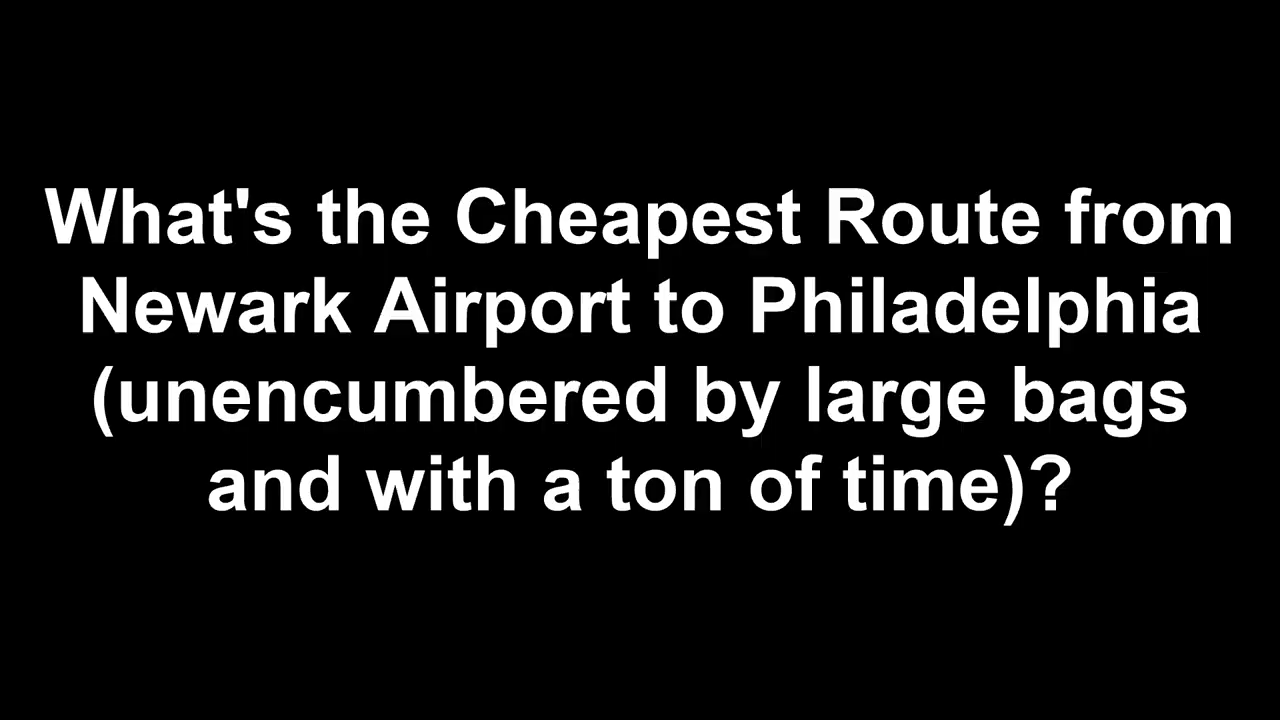 What's the Cheapest Route from
Newark Airport to Philadelphia
(unencumbered by large bags
and with a ton of time)?